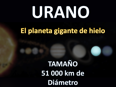 URANO
El planeta gigante de hielo
TAMAÑO
51 000 km de
Diámetro